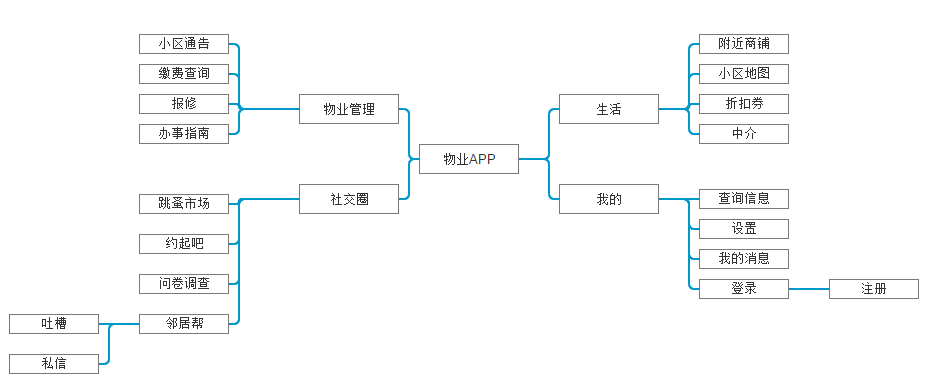 小区通告
缴费查询
报修
办事指南
物业管理
跳蚤市场
约起吧
问卷调查
邻居帮
吐槽
私信
社交圈
物业APP
生活
附近商铺
小区地图
折扣券
中介
我的
查询信息
设置
我的消息
登录
注册